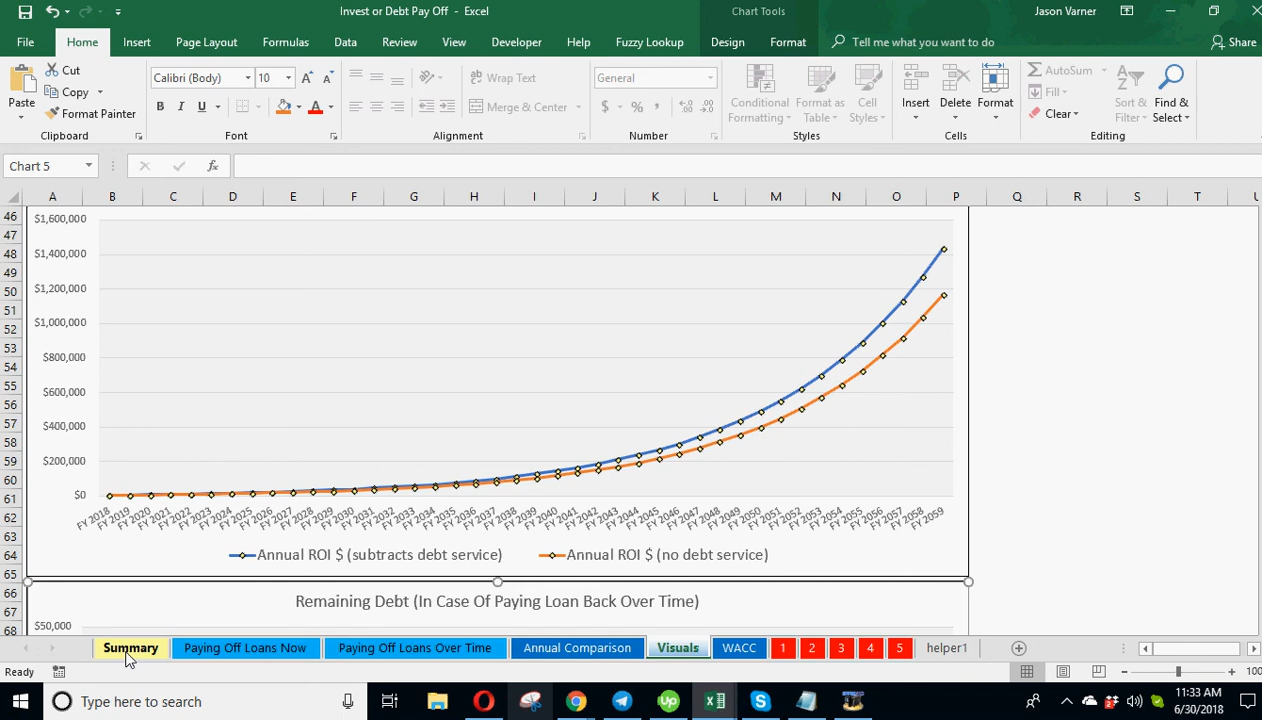 Invest or Debt Pay Off - Excel
Chart Tools
Jason Varner
File Home Insert Page Layout Formulas Data Review View Developer Help Fuzzy Lookup Design Format Tell me what you want to do Share
Paste
Cut
Copy
Format Painter
Clipboard
Calibri (Body) 10
B I U
Font
Wrap Text
Merge & Center
Alignment
General
$ % ,
Number
Conditional Formatting
Format as Table
Cell Styles
Styles
Insert Delete Format
Cells
AutoSum
Fill
Clear
Sort & Filter
Find & Select
Editing
Chart 5
fx
A B C D E F G H I J K L M N O P Q R S T U
46
47
48
49
50
51
52
53
54
55
56
57
58
59
60
61
62
63
64
65
66
67
68
$1,600,000
$1,400,000
$1,200,000
$1,000,000
$800,000
$600,000
$400,000
$200,000
$0
FY 2018 FY 2019 FY 2020 FY 2021 FY 2022 FY 2023 FY 2024 FY 2025 FY 2026 FY 2027 FY 2028 FY 2029 FY 2030 FY 2031 FY 2032 FY 2033 FY 2034 FY 2035 FY 2036 FY 2037 FY 2038 FY 2039 FY 2040 FY 2041 FY 2042 FY 2043 FY 2044 FY 2045 FY 2046 FY 2047 FY 2048 FY 2049 FY 2050 FY 2051 FY 2052 FY 2053 FY 2054 FY 2055 FY 2056 FY 2057 FY 2058 FY 2059
Annual ROI $ (subtracts debt service) Annual ROI $ (no debt service)
Remaining Debt (In Case Of Paying Loan Back Over Time)
$50,000
Summary Paying Off Loans Now Paying Off Loans Over Time Annual Comparison Visuals WACC 1 2 3 4 5 helper1
Ready
100
Type here to search
11:33 AM
6/30/2018